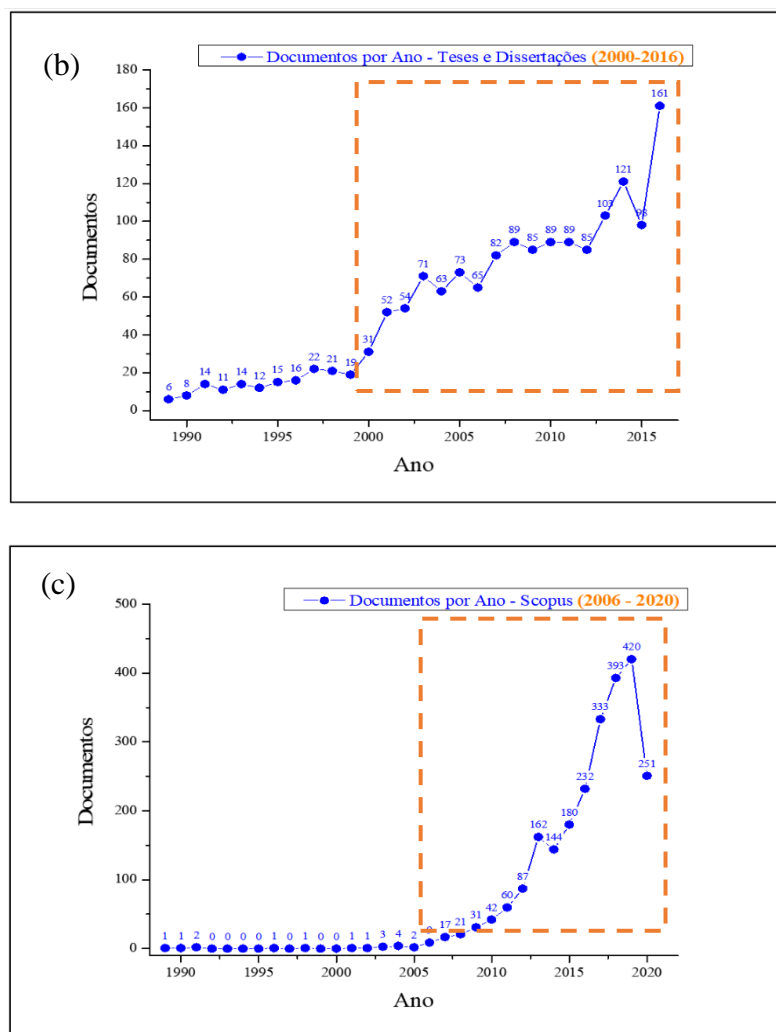 (b)
Documentos por Ano - Teses e Dissertações (2000-2016)
Documentos
180
160
140
120
100
80
60
40
20
0
6 8 14 11 14 12 15 16 22 21 19 31 52 54 71 63 73 65 82 89 85 89 89 85 103 121 98 161
1990 1995 2000 2005 2010 2015
Ano
(c)
Documentos por Ano - Scopus (2006 - 2020)
Documentos
500
400
300
200
100
0
1 1 2 0 0 0 0 1 0 1 0 0 1 1 3 4 2 17 21 31 42 60 87 162 144 180 232 333 393 420 251
1990 1995 2000 2005 2010 2015 2020
Ano